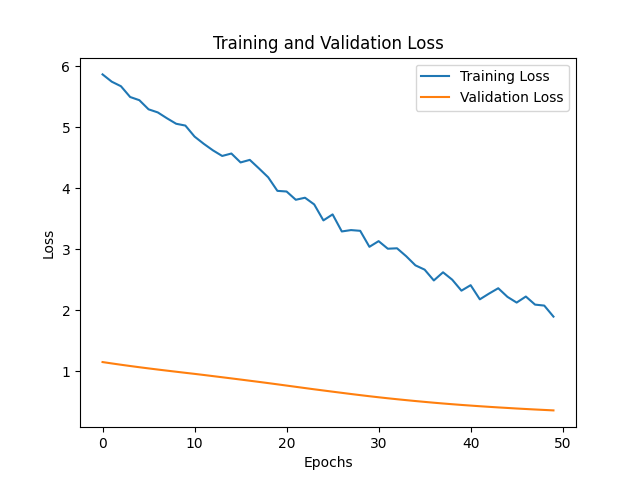 Training and Validation Loss
Training Loss
Validation Loss
Loss
6
5
4
3
2
1
0 10 20 30 40 50
Epochs